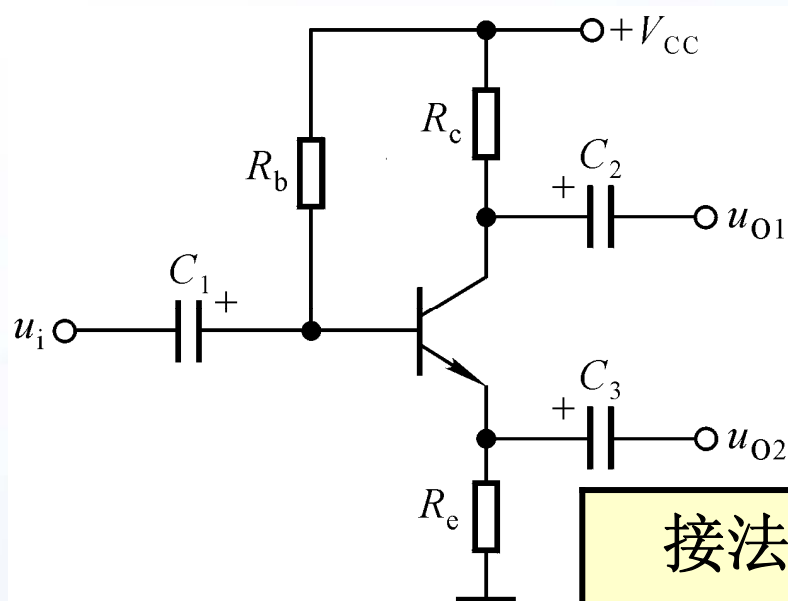 +V_CC
R_c
C_2
+
R_b
u_O1
C_1
+
u_i
C_3
+
u_O2
R_e
接法